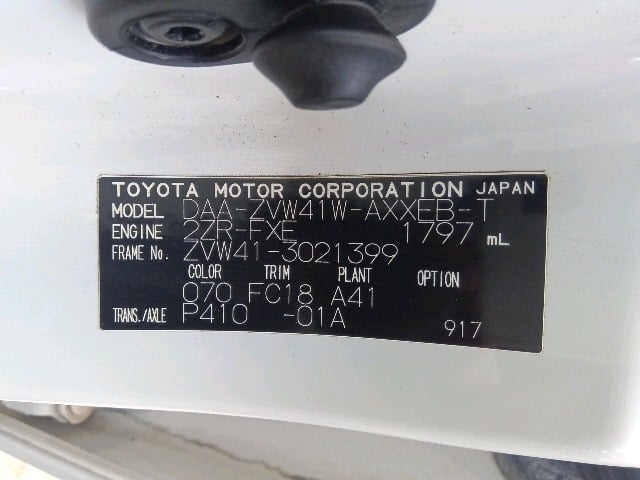 TOYOTA MOTOR CORPORATION JAPAN
MODEL DAA-ZVW41W-AXXEB-T
ENGINE 2ZR-FXE 1797 mL
FRAME No. ZVW41-3021399
COLOR TRIM PLANT OPTION
070 FC18 A41
TRANS./AXLE P410 -01A 917